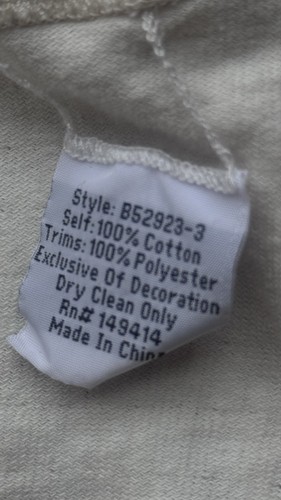 Style: B52923-3
Self:100% Cotton
Trims:100% Polyester
Exclusive Of Decoration
Dry Clean Only
Rn# 149414
Made In China